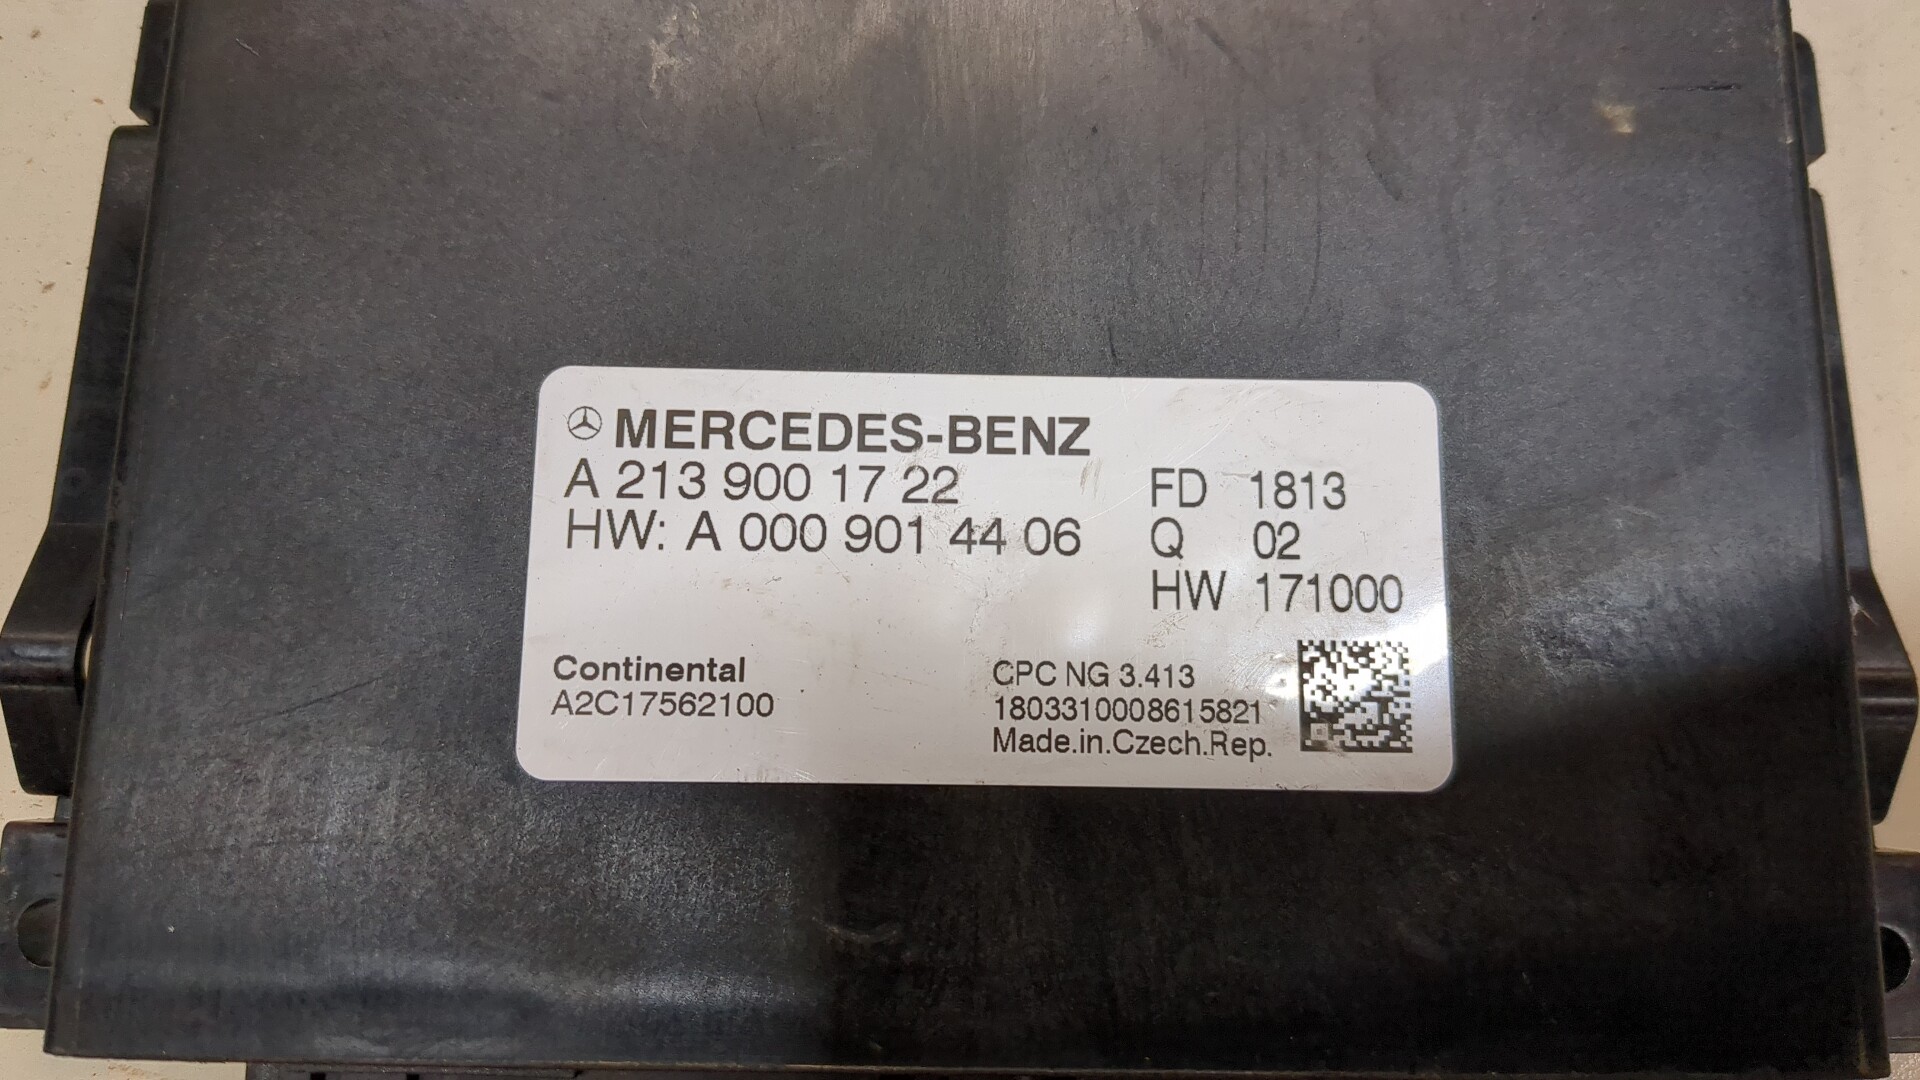 MERCEDES-BENZ
A 213 900 17 22
HW: A 000 901 44 06
FD 1813
Q 02
HW 171000
Continental
A2C17562100
CPC NG 3.413
1803310008615821
Made.in.Czech.Rep.